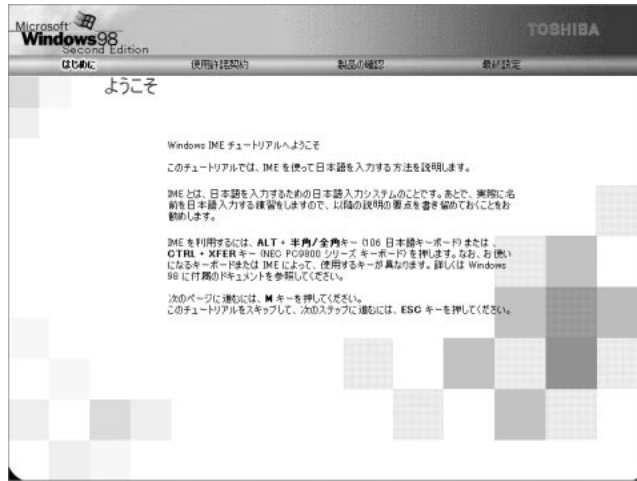 Microsoft
Windows98
Second Edition
TOSHIBA
はじめに 使用許諾契約 製品の確認 最終設定
ようこそ
Windows IME チュートリアルへようこそ
このチュートリアルでは、IME を使って日本語を入力する方法を説明します。
IME とは、日本語を入力するための日本語入力システムのことです。あとで、実際に名
前を日本語入力する練習をしますので、以降の説明の要点を書き留めておくことをお
勧めします。
IME を利用するには、ALT + 半角/全角キー (106 日本語キーボード) または 、
CTRL + XFER キー (NEC PC9800 シリーズ キーボード) を押します。なお、お使い
になるキーボードまたは IME によって、使用するキーが異なります。詳しくは Windows
98 に付属のドキュメントを参照してください。
次のページに進むには、M キーを押してください。
このチュートリアルをスキップして、次のステップに進むには、ESC キーを押してください。